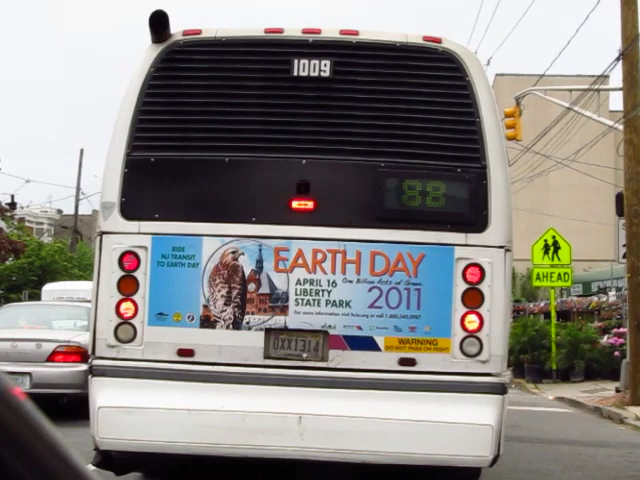 1009
88
RIDE
NJ TRANSIT
TO EARTH DAY
EARTH DAY
One Billion Acts of Green
APRIL 16
LIBERTY
STATE PARK
2011
WARNING
DO NOT PASS ON RIGHT
OXX1314
AHEAD